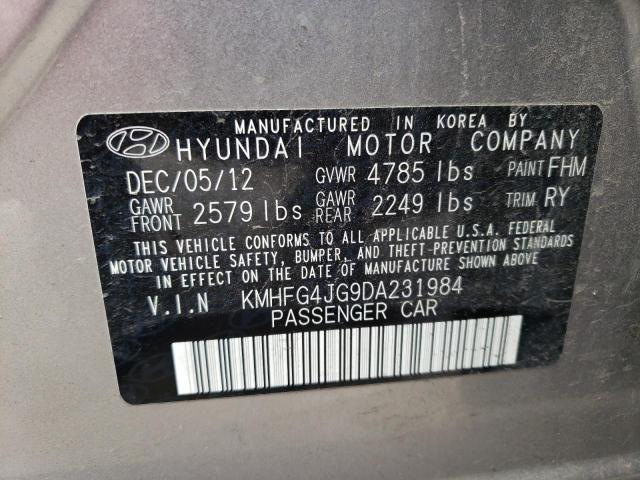 MANUFACTURED IN KOREA BY
HYUNDAI MOTOR COMPANY
DEC/05/12 GVWR 4785 lbs PAINT FHM
GAWR FRONT 2579 lbs GAWR REAR 2249 lbs TRIM RY
THIS VEHICLE CONFORMS TO ALL APPLICABLE U.S.A. FEDERAL
MOTOR VEHICLE SAFETY, BUMPER, AND THEFT-PREVENTION STANDARDS
IN EFFECT ON THE DATE OF MANUFACTURE SHOWN ABOVE.
V.I.N KMHFG4JG9DA231984
PASSENGER CAR